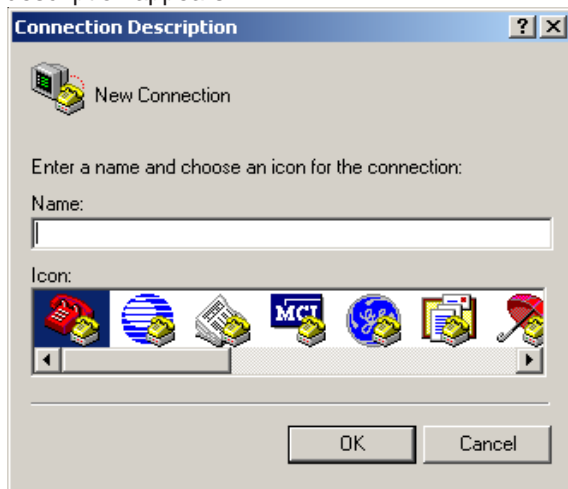 Connection Description
New Connection
Enter a name and choose an icon for the connection:
Name:
Icon:
MCI
OK Cancel